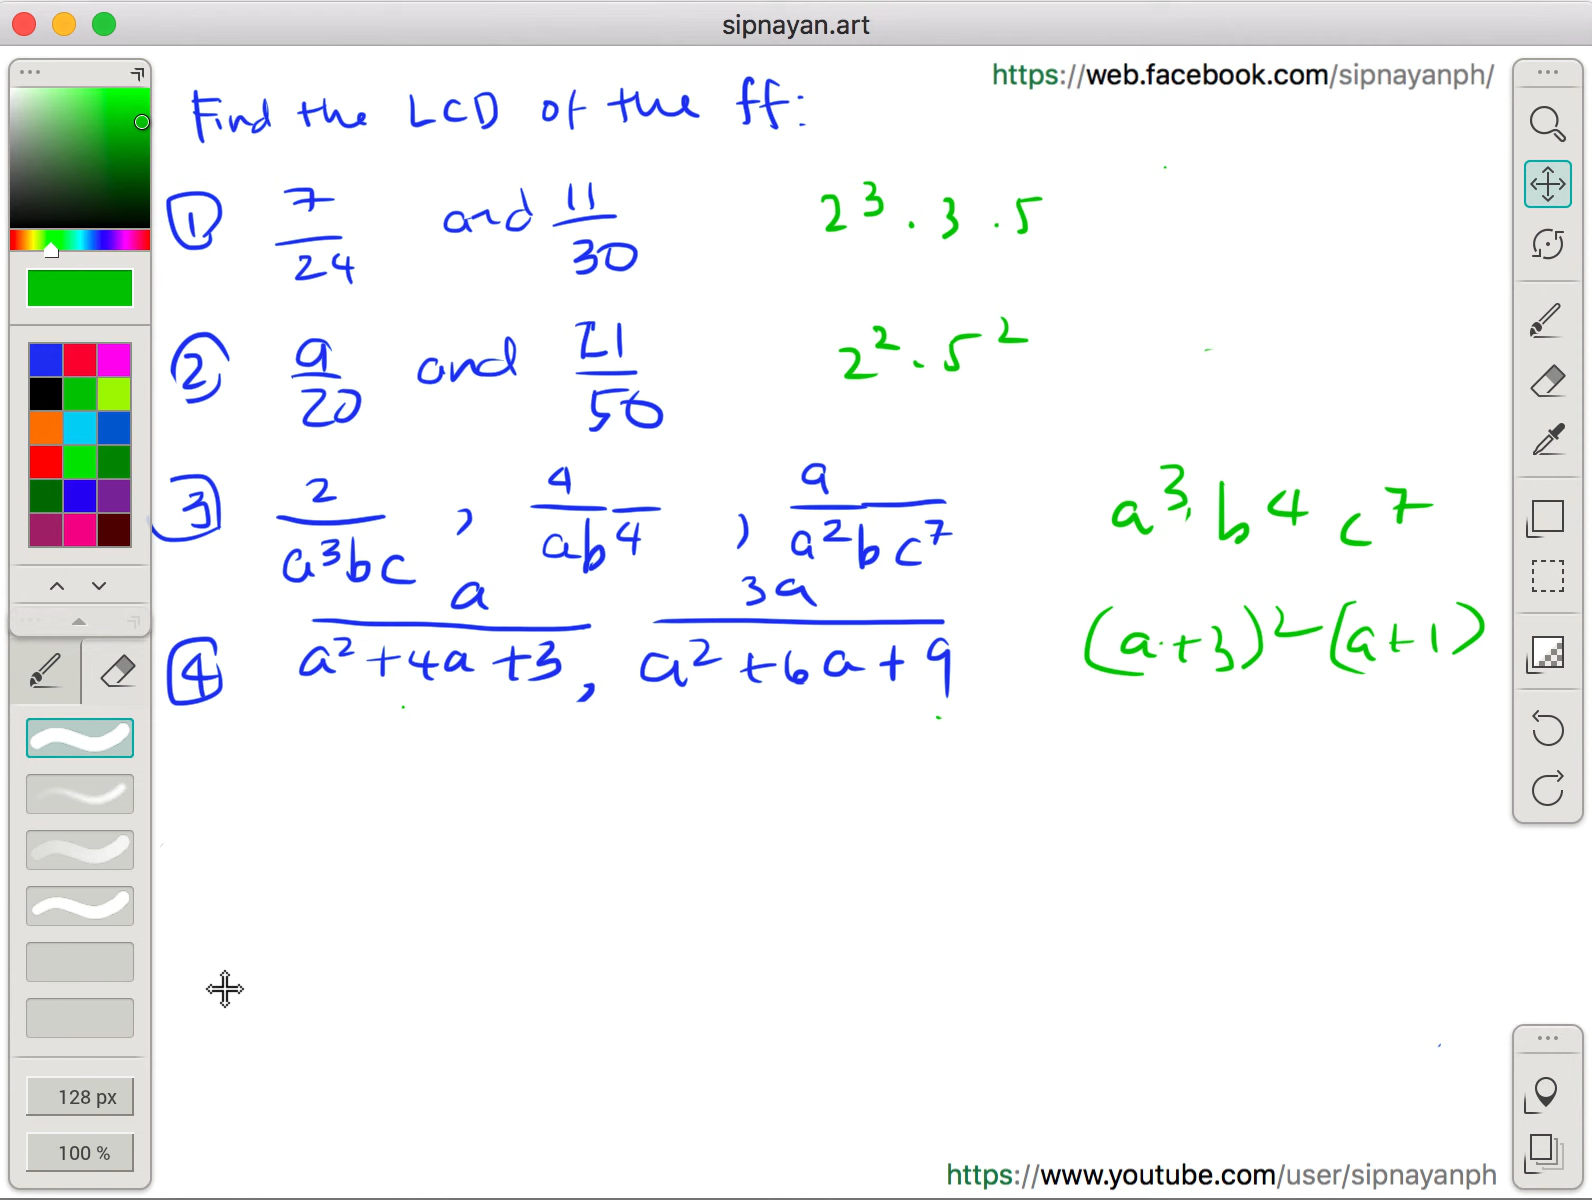 sipnayan.art
https://web.facebook.com/sipnayanph/
Find the LCD of the ff:
① 7/24 and 11/30 2³ · 3 · 5
② 9/20 and 21/50 2² · 5²
③ 2/a³bc , 4/ab⁴ , 9/a²bc⁷ a³b⁴c⁷
④ a/a²+4a+3 , 3a/a²+6a+9 (a+3)²(a+1)
128 px
100 %
https://www.youtube.com/user/sipnayanph